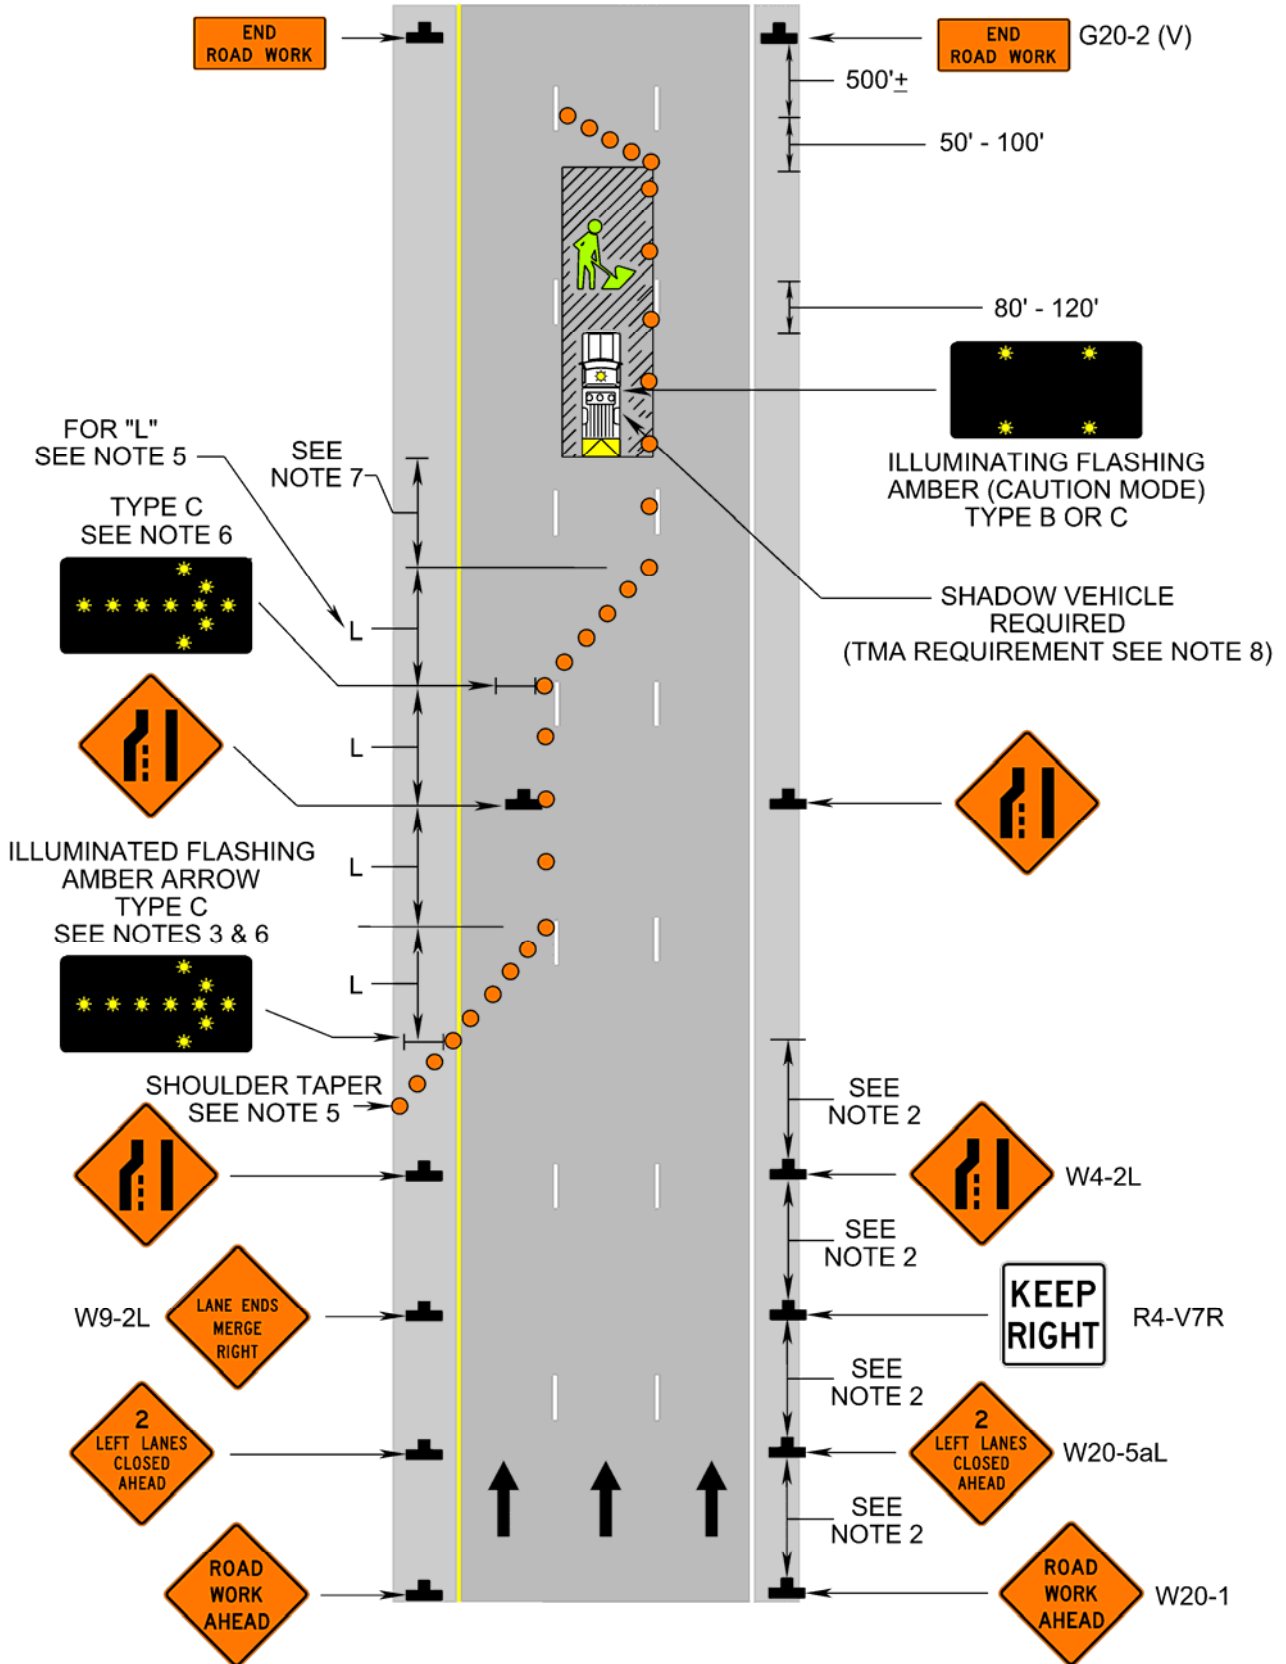 END
ROAD WORK
END
ROAD WORK
G20-2 (V)
500'±
50' - 100'
80' - 120'
ILLUMINATING FLASHING
AMBER (CAUTION MODE)
TYPE B OR C
FOR "L"
SEE NOTE 5
SEE
NOTE 7
TYPE C
SEE NOTE 6
L
SHADOW VEHICLE
REQUIRED
(TMA REQUIREMENT SEE NOTE 8)
L
ILLUMINATED FLASHING
AMBER ARROW
TYPE C
SEE NOTES 3 & 6
L
L
SHOULDER TAPER
SEE NOTE 5
SEE
NOTE 2
W4-2L
SEE
NOTE 2
W9-2L
LANE ENDS
MERGE
RIGHT
KEEP
RIGHT
R4-V7R
SEE
NOTE 2
2
LEFT LANES
CLOSED
AHEAD
2
LEFT LANES
CLOSED
AHEAD
W20-5aL
SEE
NOTE 2
ROAD
WORK
AHEAD
ROAD
WORK
AHEAD
W20-1